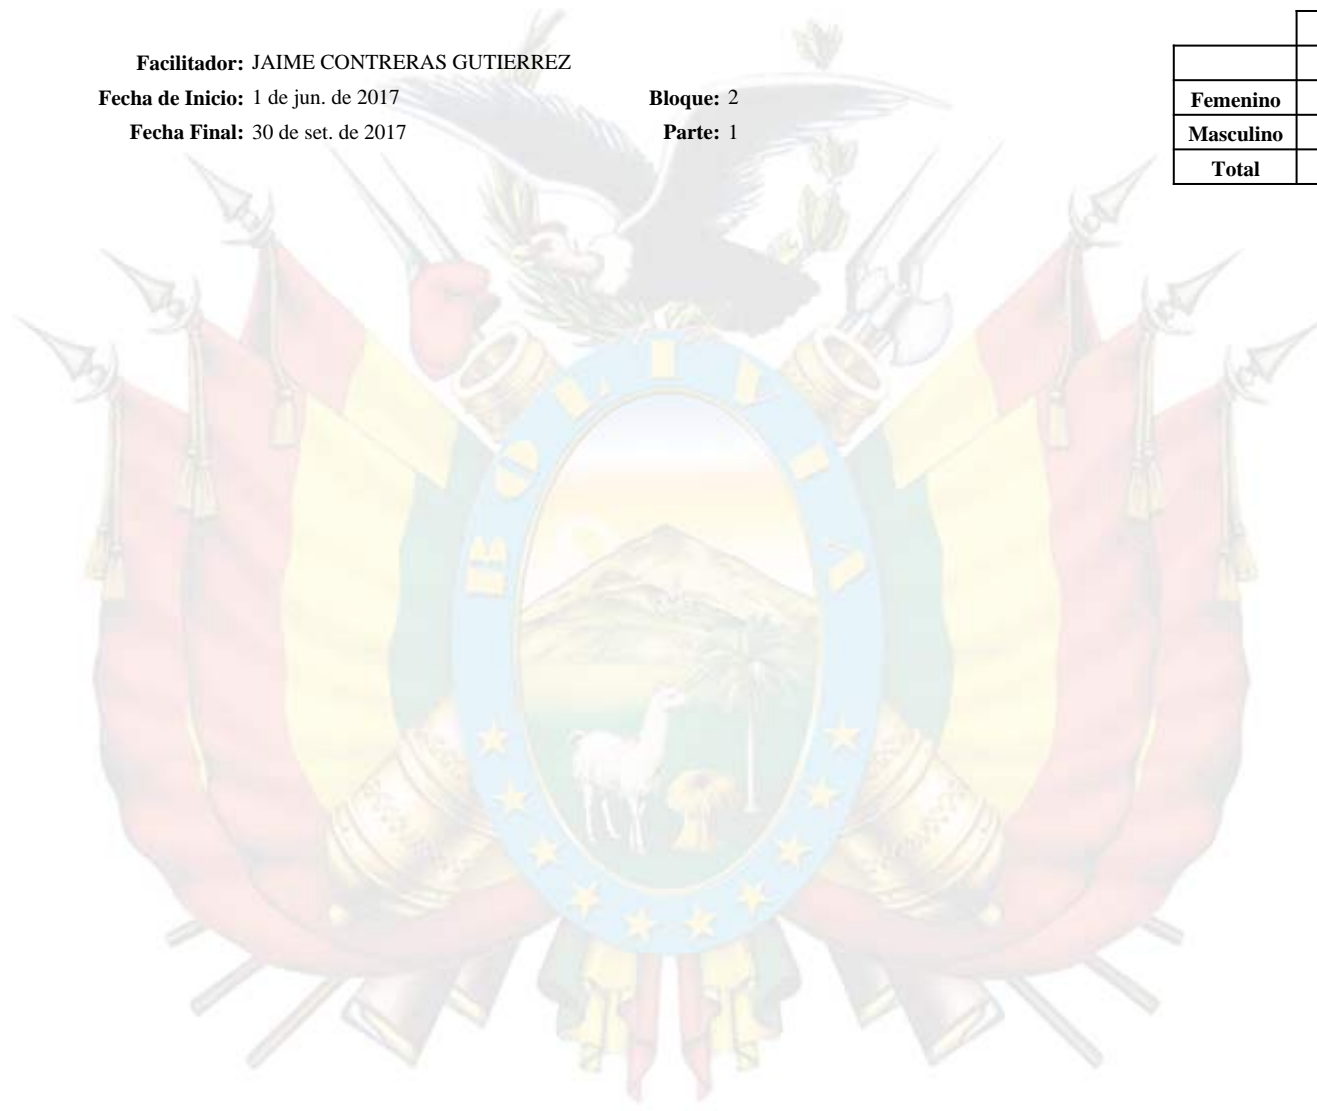 Facilitador: JAIME CONTRERAS GUTIERREZ
Fecha de Inicio: 1 de jun. de 2017 Bloque: 2
Fecha Final: 30 de set. de 2017 Parte: 1
Femenino
Masculino
Total
BOLIVIA